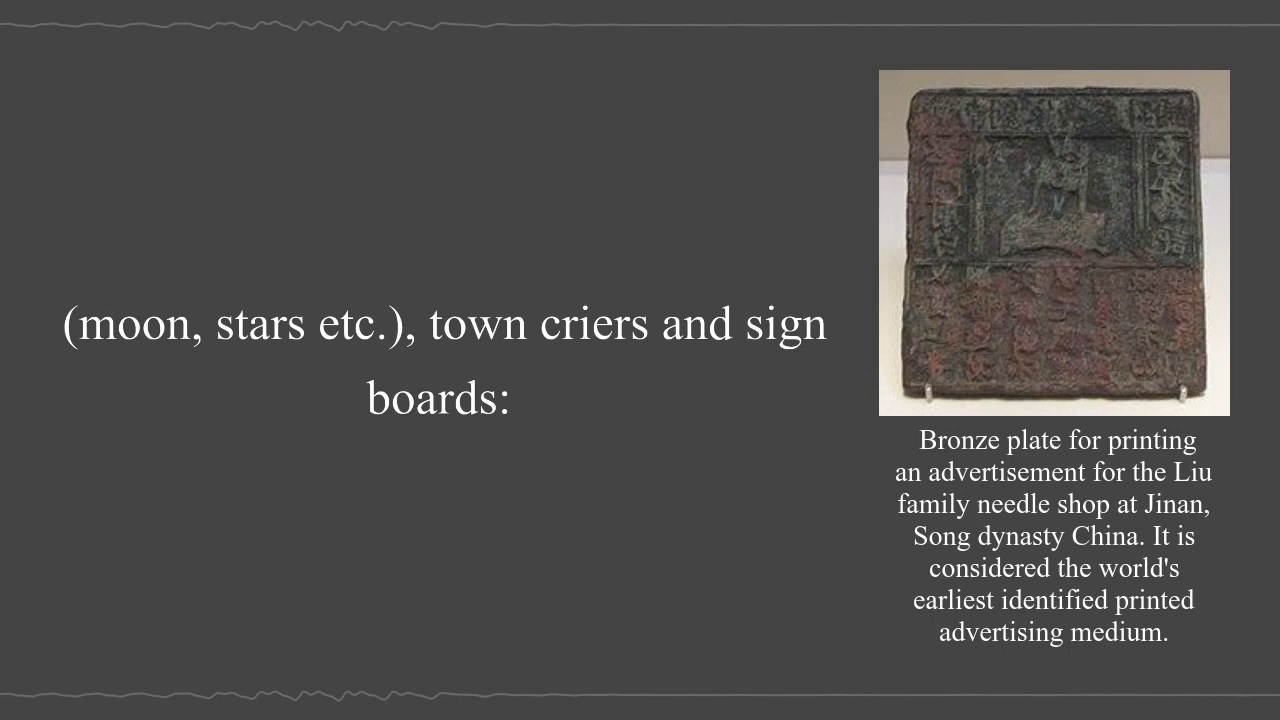 (moon, stars etc.), town criers and sign
boards:
Bronze plate for printing
an advertisement for the Liu
family needle shop at Jinan,
Song dynasty China. It is
considered the world's
earliest identified printed
advertising medium.